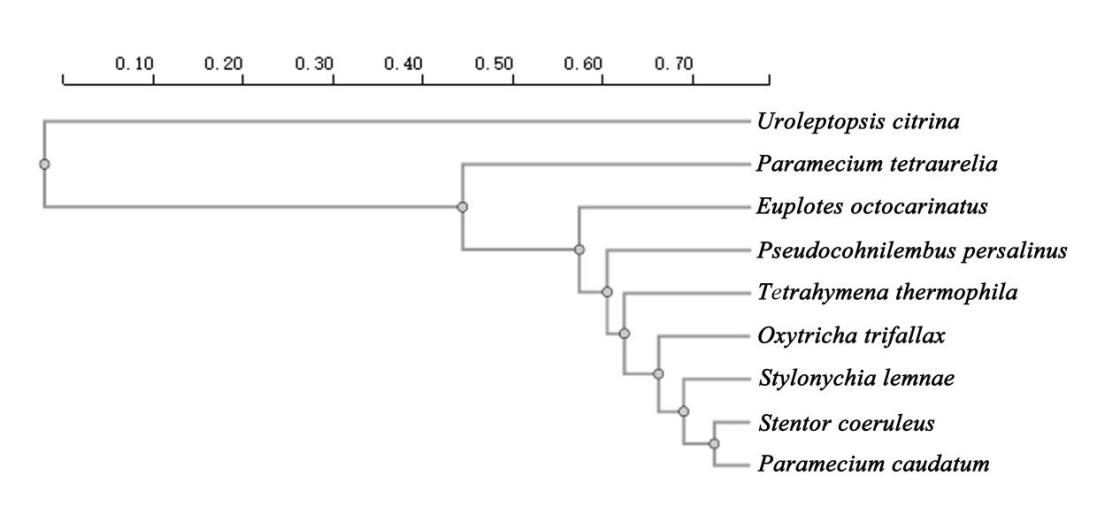 0.10 0.20 0.30 0.40 0.50 0.60 0.70
Uroleptopsis citrina
Paramecium tetraurelia
Euplotes octocarinatus
Pseudocohnilembus persalinus
Tetrahymena thermophila
Oxytricha trifallax
Stylonychia lemnae
Stentor coeruleus
Paramecium caudatum